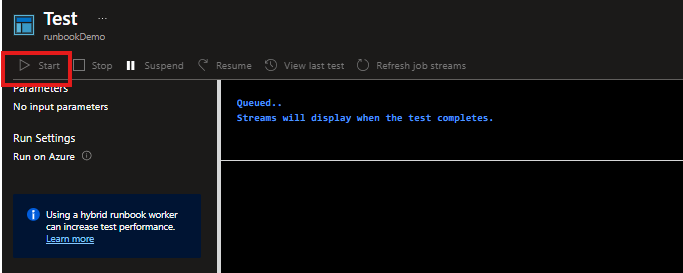 Test ...
runbookDemo
Start Stop Suspend Resume View last test Refresh job streams
Parameters
No input parameters
Run Settings
Run on Azure
Using a hybrid runbook worker
can increase test performance.
Learn more
Queued..
Streams will display when the test completes.